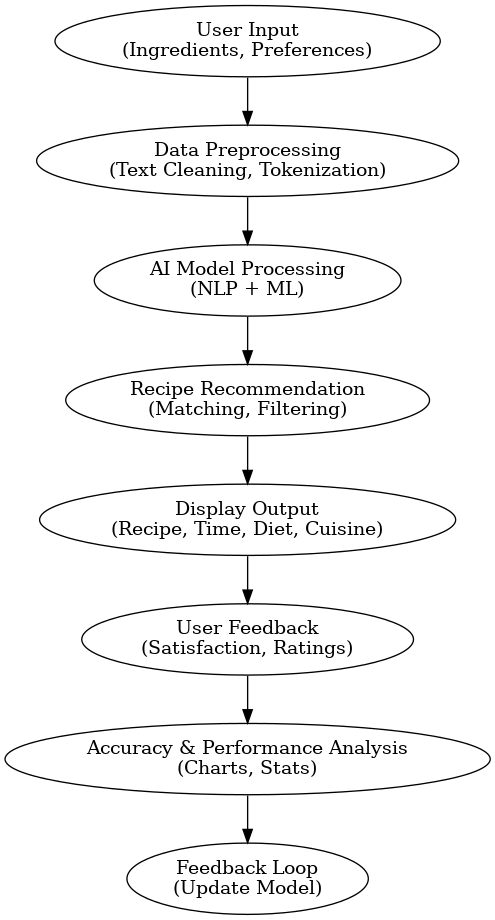 User Input
(Ingredients, Preferences)
Data Preprocessing
(Text Cleaning, Tokenization)
AI Model Processing
(NLP + ML)
Recipe Recommendation
(Matching, Filtering)
Display Output
(Recipe, Time, Diet, Cuisine)
User Feedback
(Satisfaction, Ratings)
Accuracy & Performance Analysis
(Charts, Stats)
Feedback Loop
(Update Model)